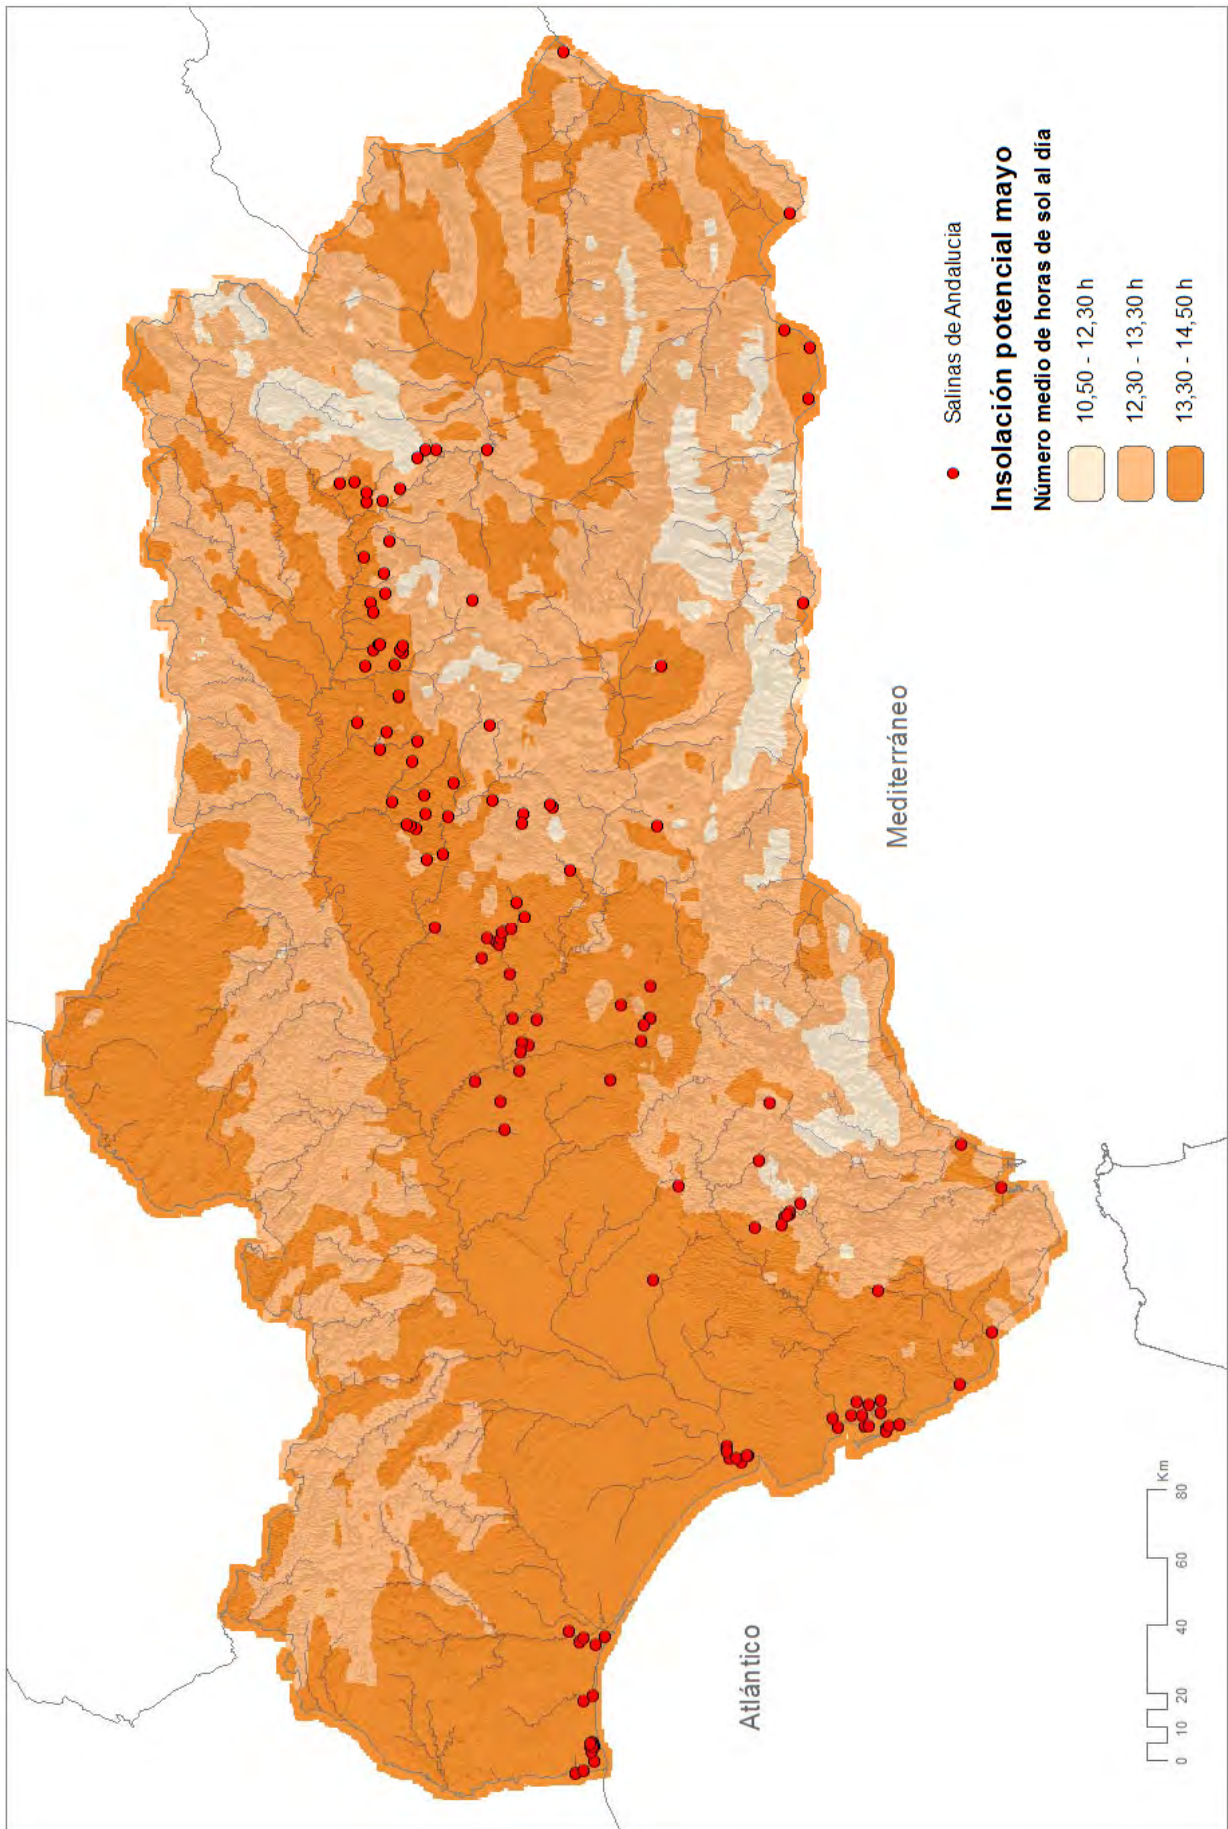 Atlántico
Mediterráneo
Salinas de Andalucia
Insolación potencial mayo
Número medio de horas de sol al día
10,50 - 12,30 h
12,30 - 13,30 h
13,30 - 14,50 h
Km
0 10 20 40 60 80